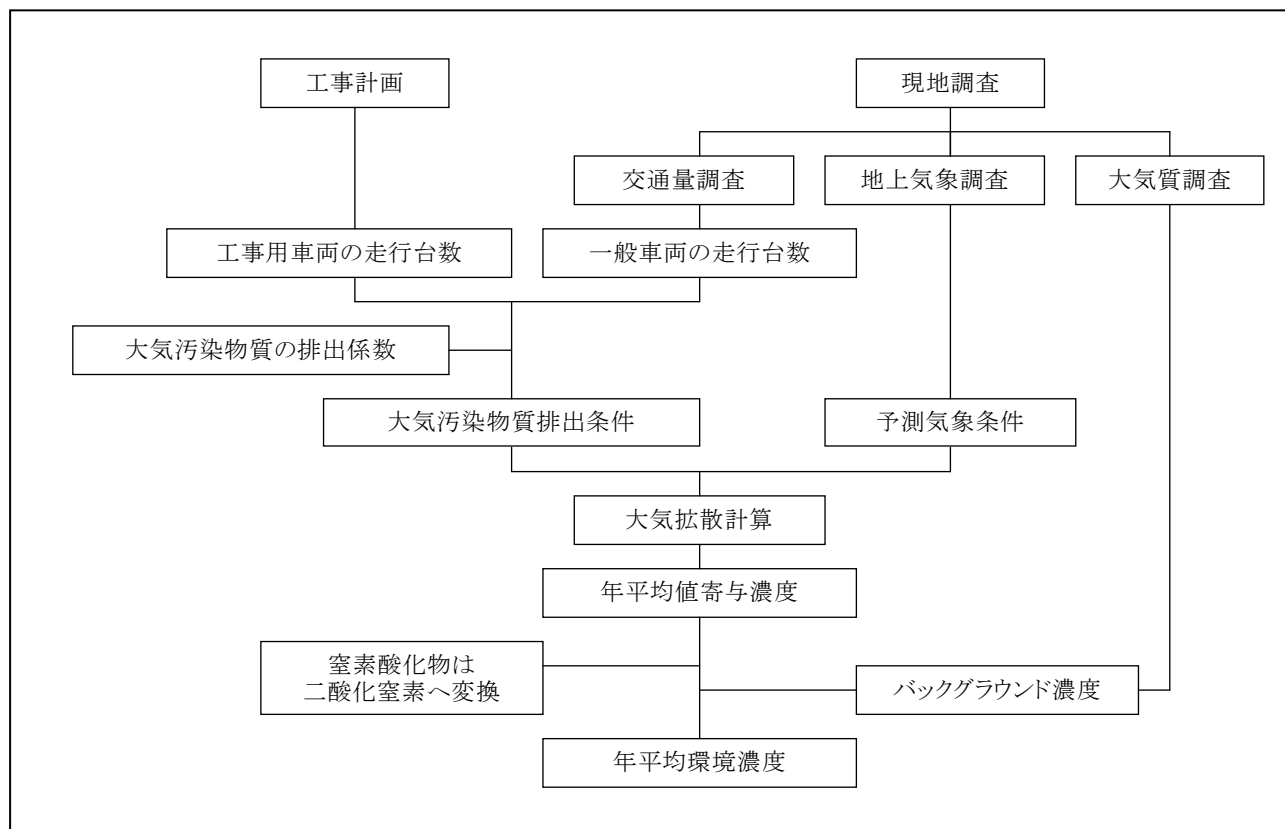 工事計画
現地調査
交通量調査
地上気象調査
大気質調査
工事用車両の走行台数
一般車両の走行台数
大気汚染物質の排出係数
大気汚染物質排出条件
予測気象条件
大気拡散計算
年平均値寄与濃度
窒素酸化物は
二酸化窒素へ変換
バックグラウンド濃度
年平均環境濃度